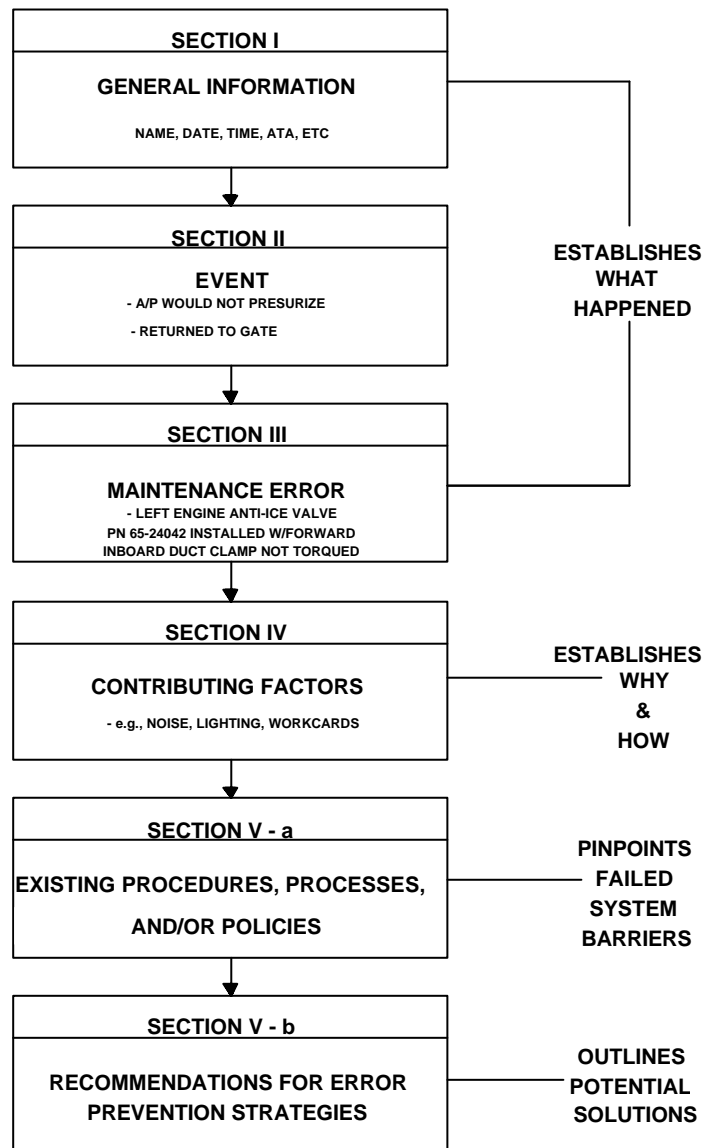 SECTION I
GENERAL INFORMATION
NAME, DATE, TIME, ATA, ETC
SECTION II
EVENT
- A/P WOULD NOT PRESURIZE
- RETURNED TO GATE
ESTABLISHES
WHAT
HAPPENED
SECTION III
MAINTENANCE ERROR
- LEFT ENGINE ANTI-ICE VALVE
PN 65-24042 INSTALLED W/FORWARD
INBOARD DUCT CLAMP NOT TORQUED
SECTION IV
CONTRIBUTING FACTORS
- e.g., NOISE, LIGHTING, WORKCARDS
ESTABLISHES
WHY
&
HOW
SECTION V - a
EXISTING PROCEDURES, PROCESSES,
AND/OR POLICIES
PINPOINTS
FAILED
SYSTEM
BARRIERS
SECTION V - b
RECOMMENDATIONS FOR ERROR
PREVENTION STRATEGIES
OUTLINES
POTENTIAL
SOLUTIONS